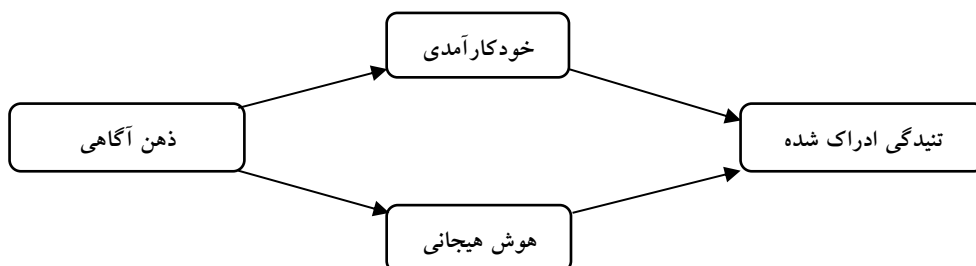 خودکارآمدی
ذهن آگاهی
تنیدگی ادراک شده
هوش هیجانی